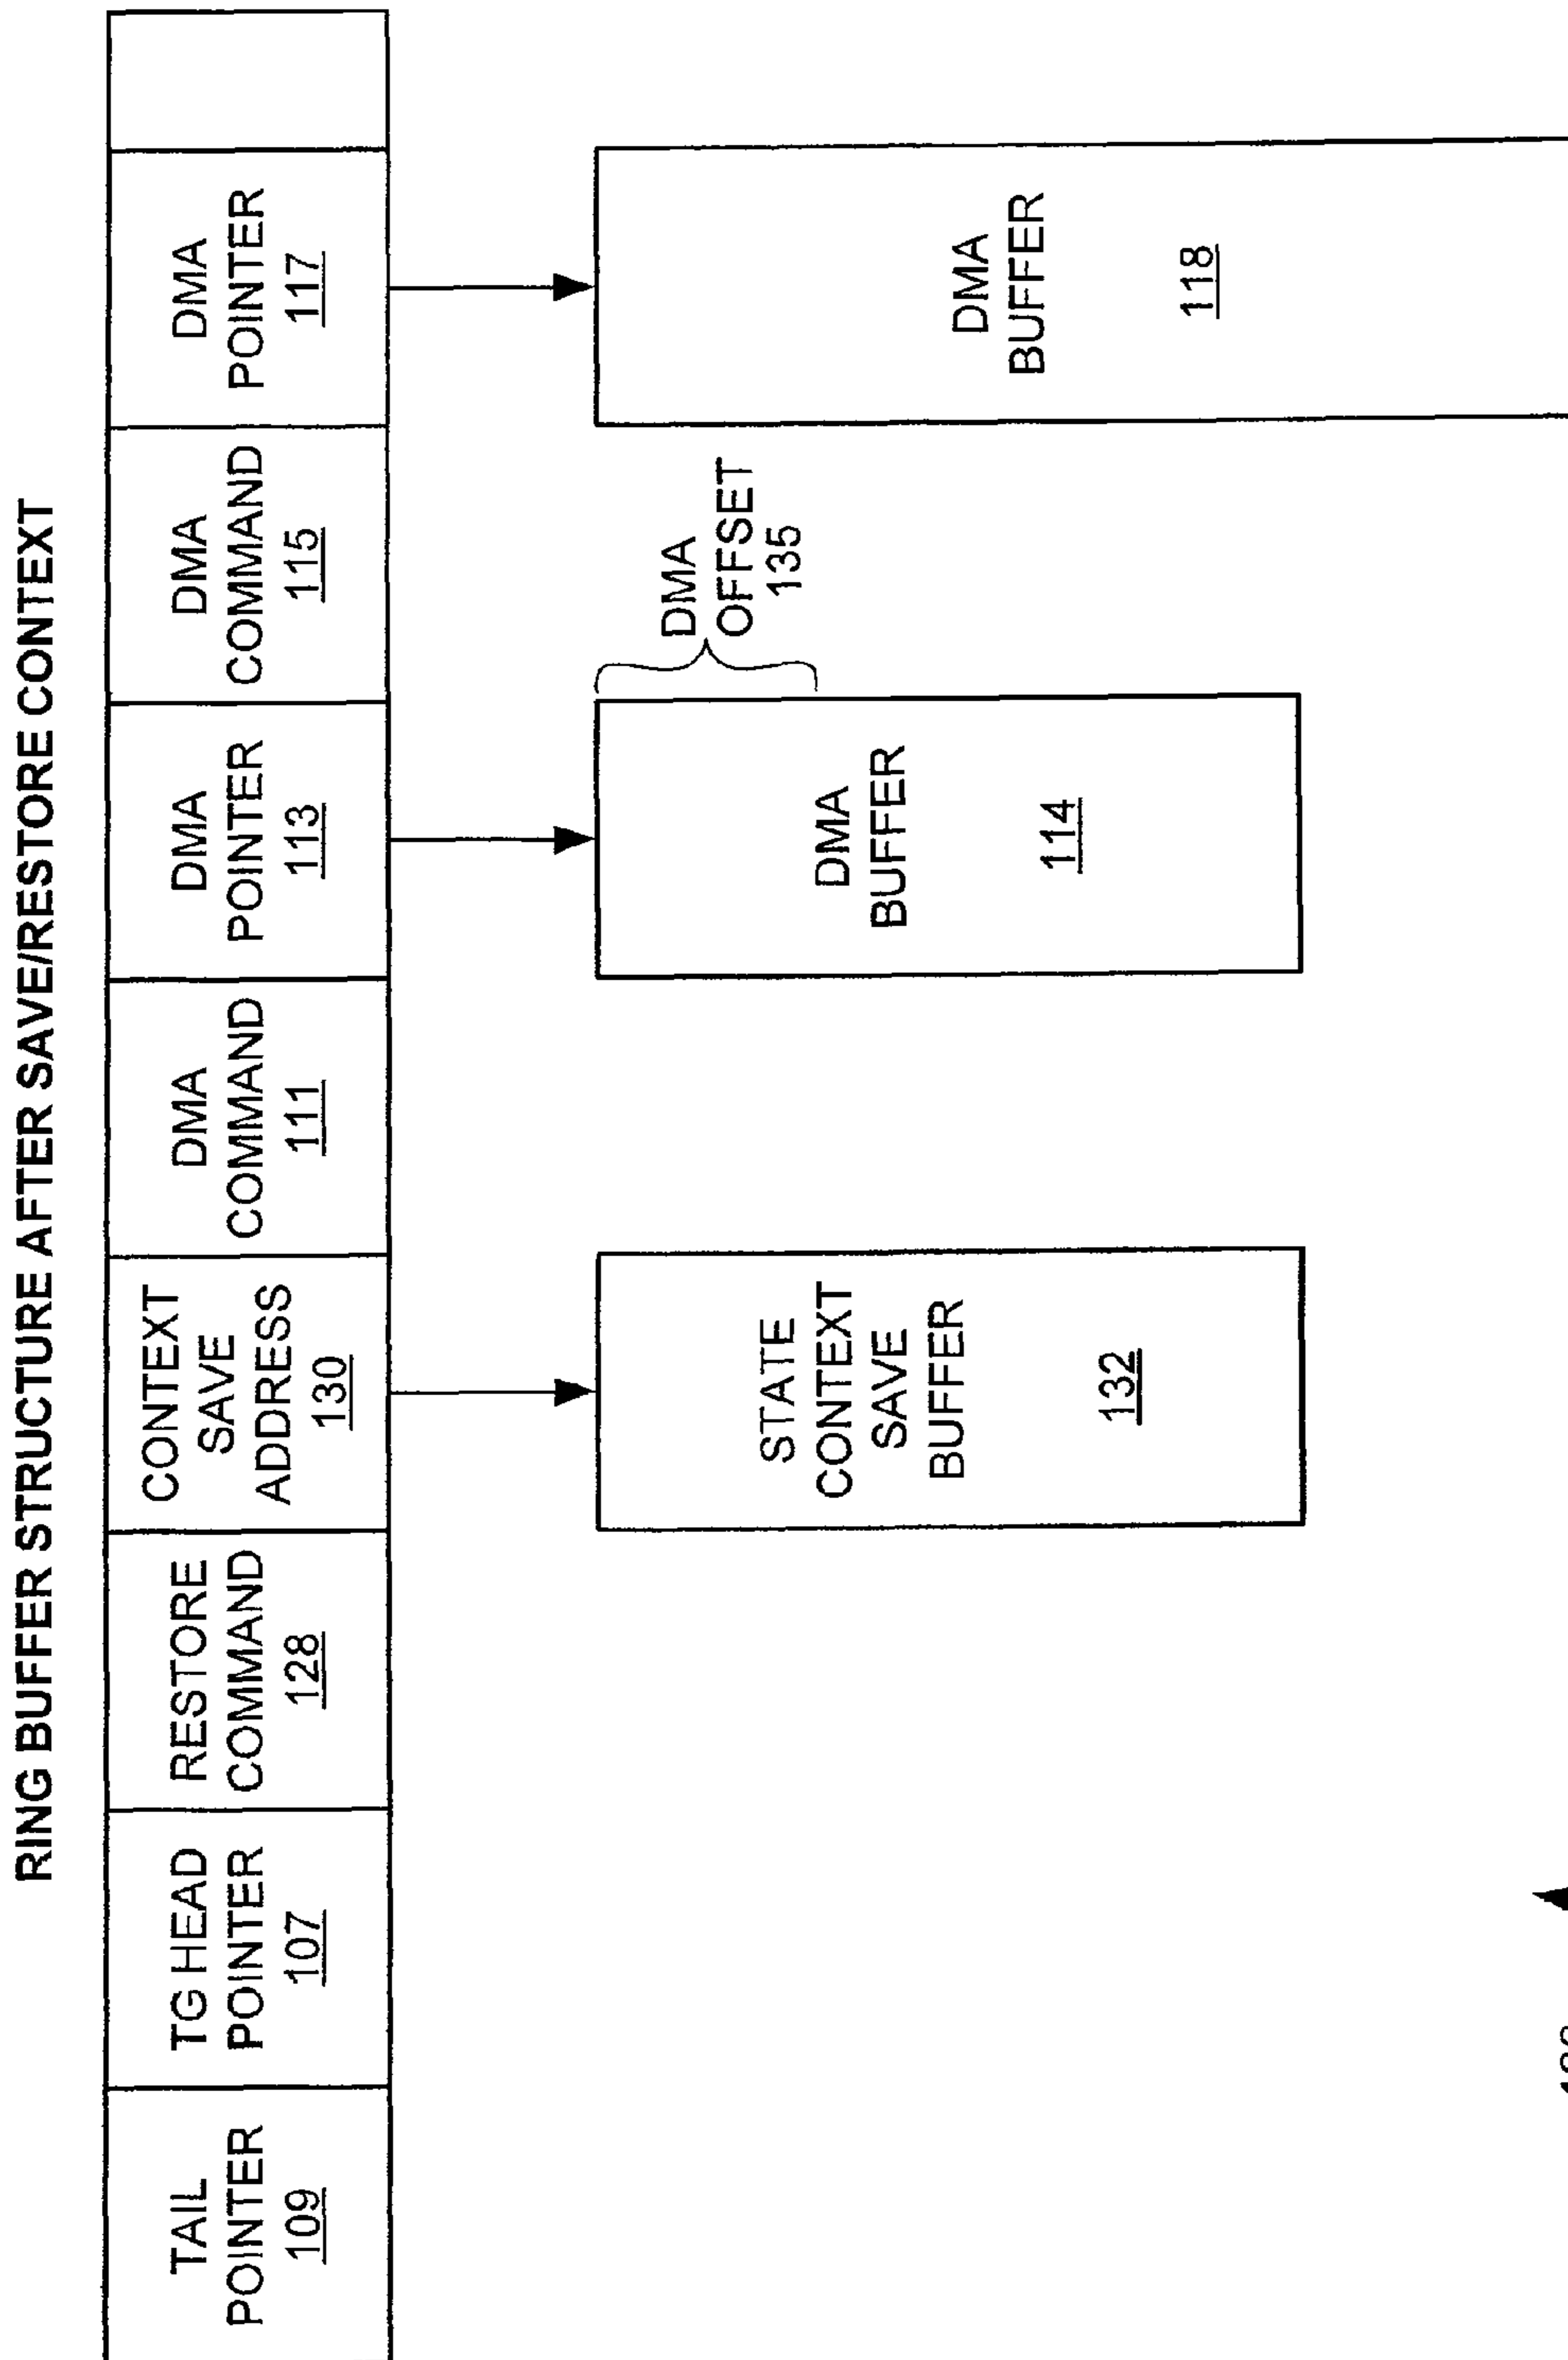 RING BUFFER STRUCTURE AFTER SAVE/RESTORE CONTEXT
TAIL
POINTER
109
TG HEAD
POINTER
107
RESTORE
COMMAND
128
CONTEXT
SAVE
ADDRESS
130
DMA
COMMAND
111
DMA
POINTER
113
DMA
COMMAND
115
DMA
POINTER
117
STATE
CONTEXT
SAVE
BUFFER
132
DMA
BUFFER
114
DMA
OFFSET
135
DMA
BUFFER
118